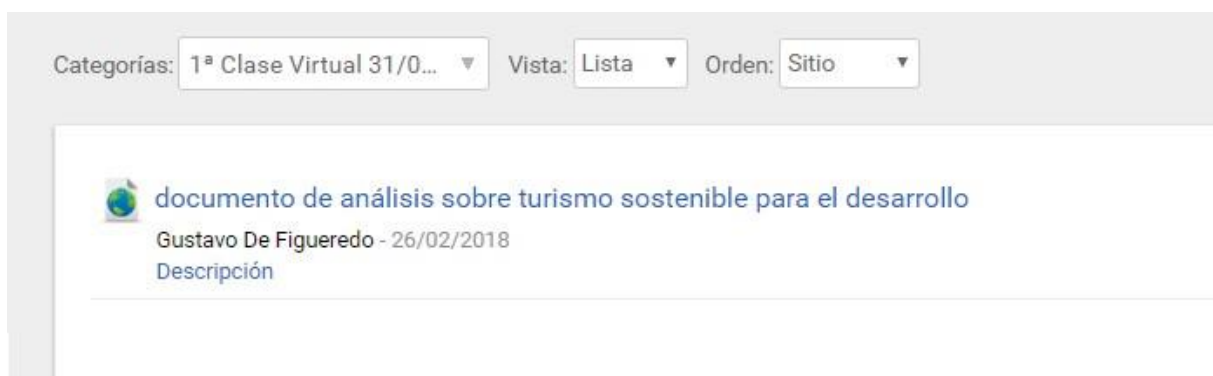 Categorías: 1ª Clase Virtual 31/0... Vista: Lista Orden: Sitio
documento de análisis sobre turismo sostenible para el desarrollo
Gustavo De Figueredo - 26/02/2018
Descripción